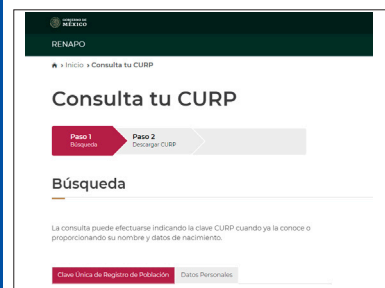 GOBIERNO DE
MÉXICO
RENAPO
Inicio > Consulta tu CURP
Consulta tu CURP
Paso 1
Búsqueda
Paso 2
Descargar CURP
Búsqueda
La consulta puede efectuarse indicando la clave CURP cuando ya la conoce o
proporcionando su nombre y datos de nacimiento.
Clave Única de Registro de Población
Datos Personales